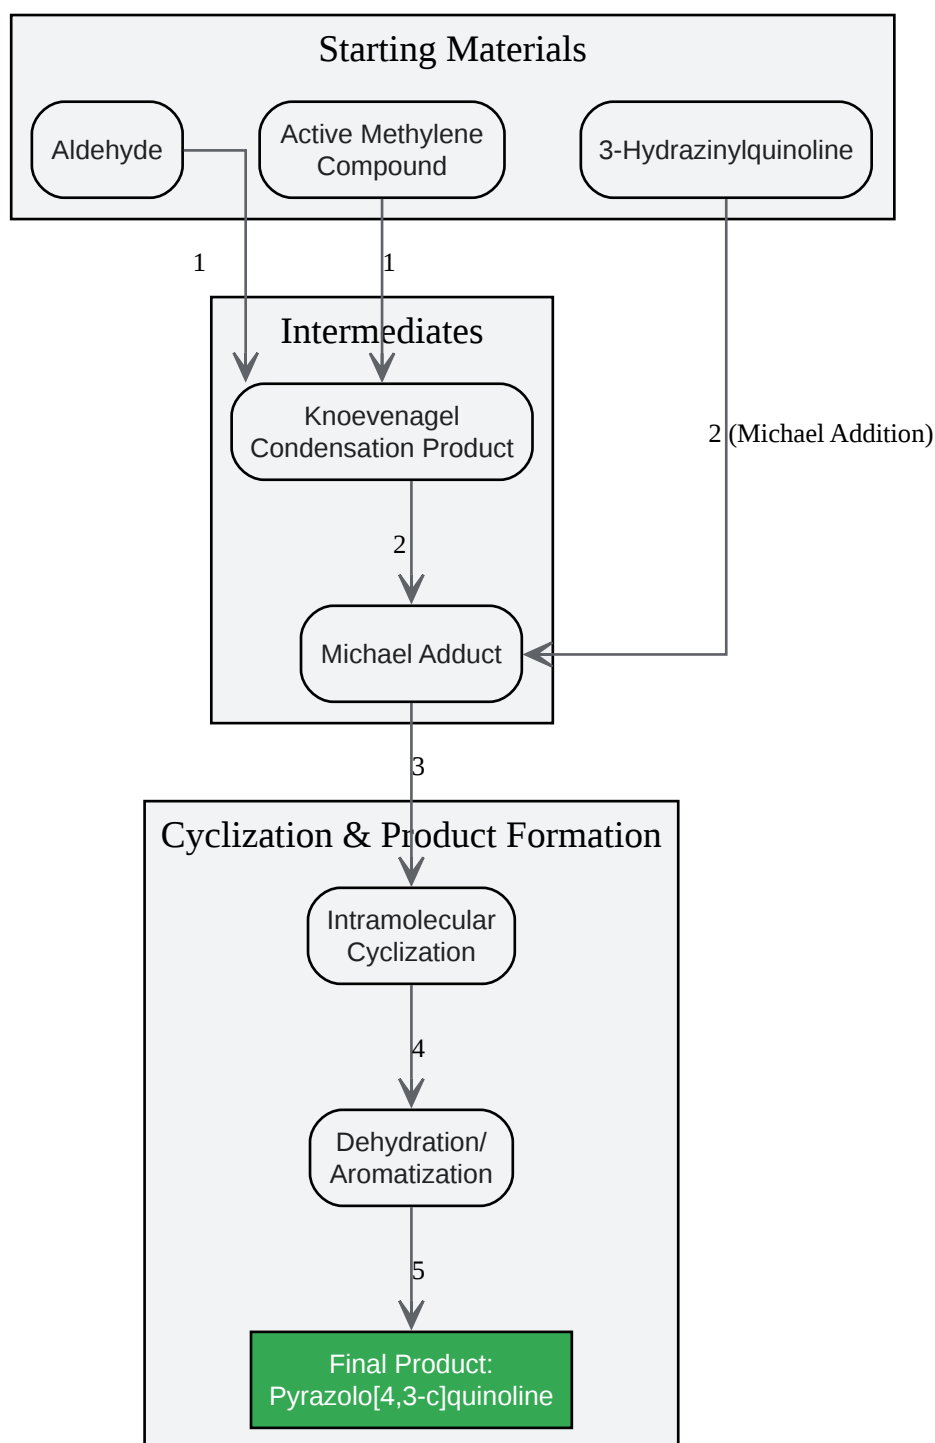 Starting Materials
Aldehyde
Active Methylene
Compound
3-Hydrazinylquinoline
1
1
Intermediates
Knoevenagel
Condensation Product
2 (Michael Addition)
2
Michael Adduct
3
Cyclization & Product Formation
Intramolecular
Cyclization
4
Dehydration/
Aromatization
5
Final Product:
Pyrazolo[4,3-c]quinoline